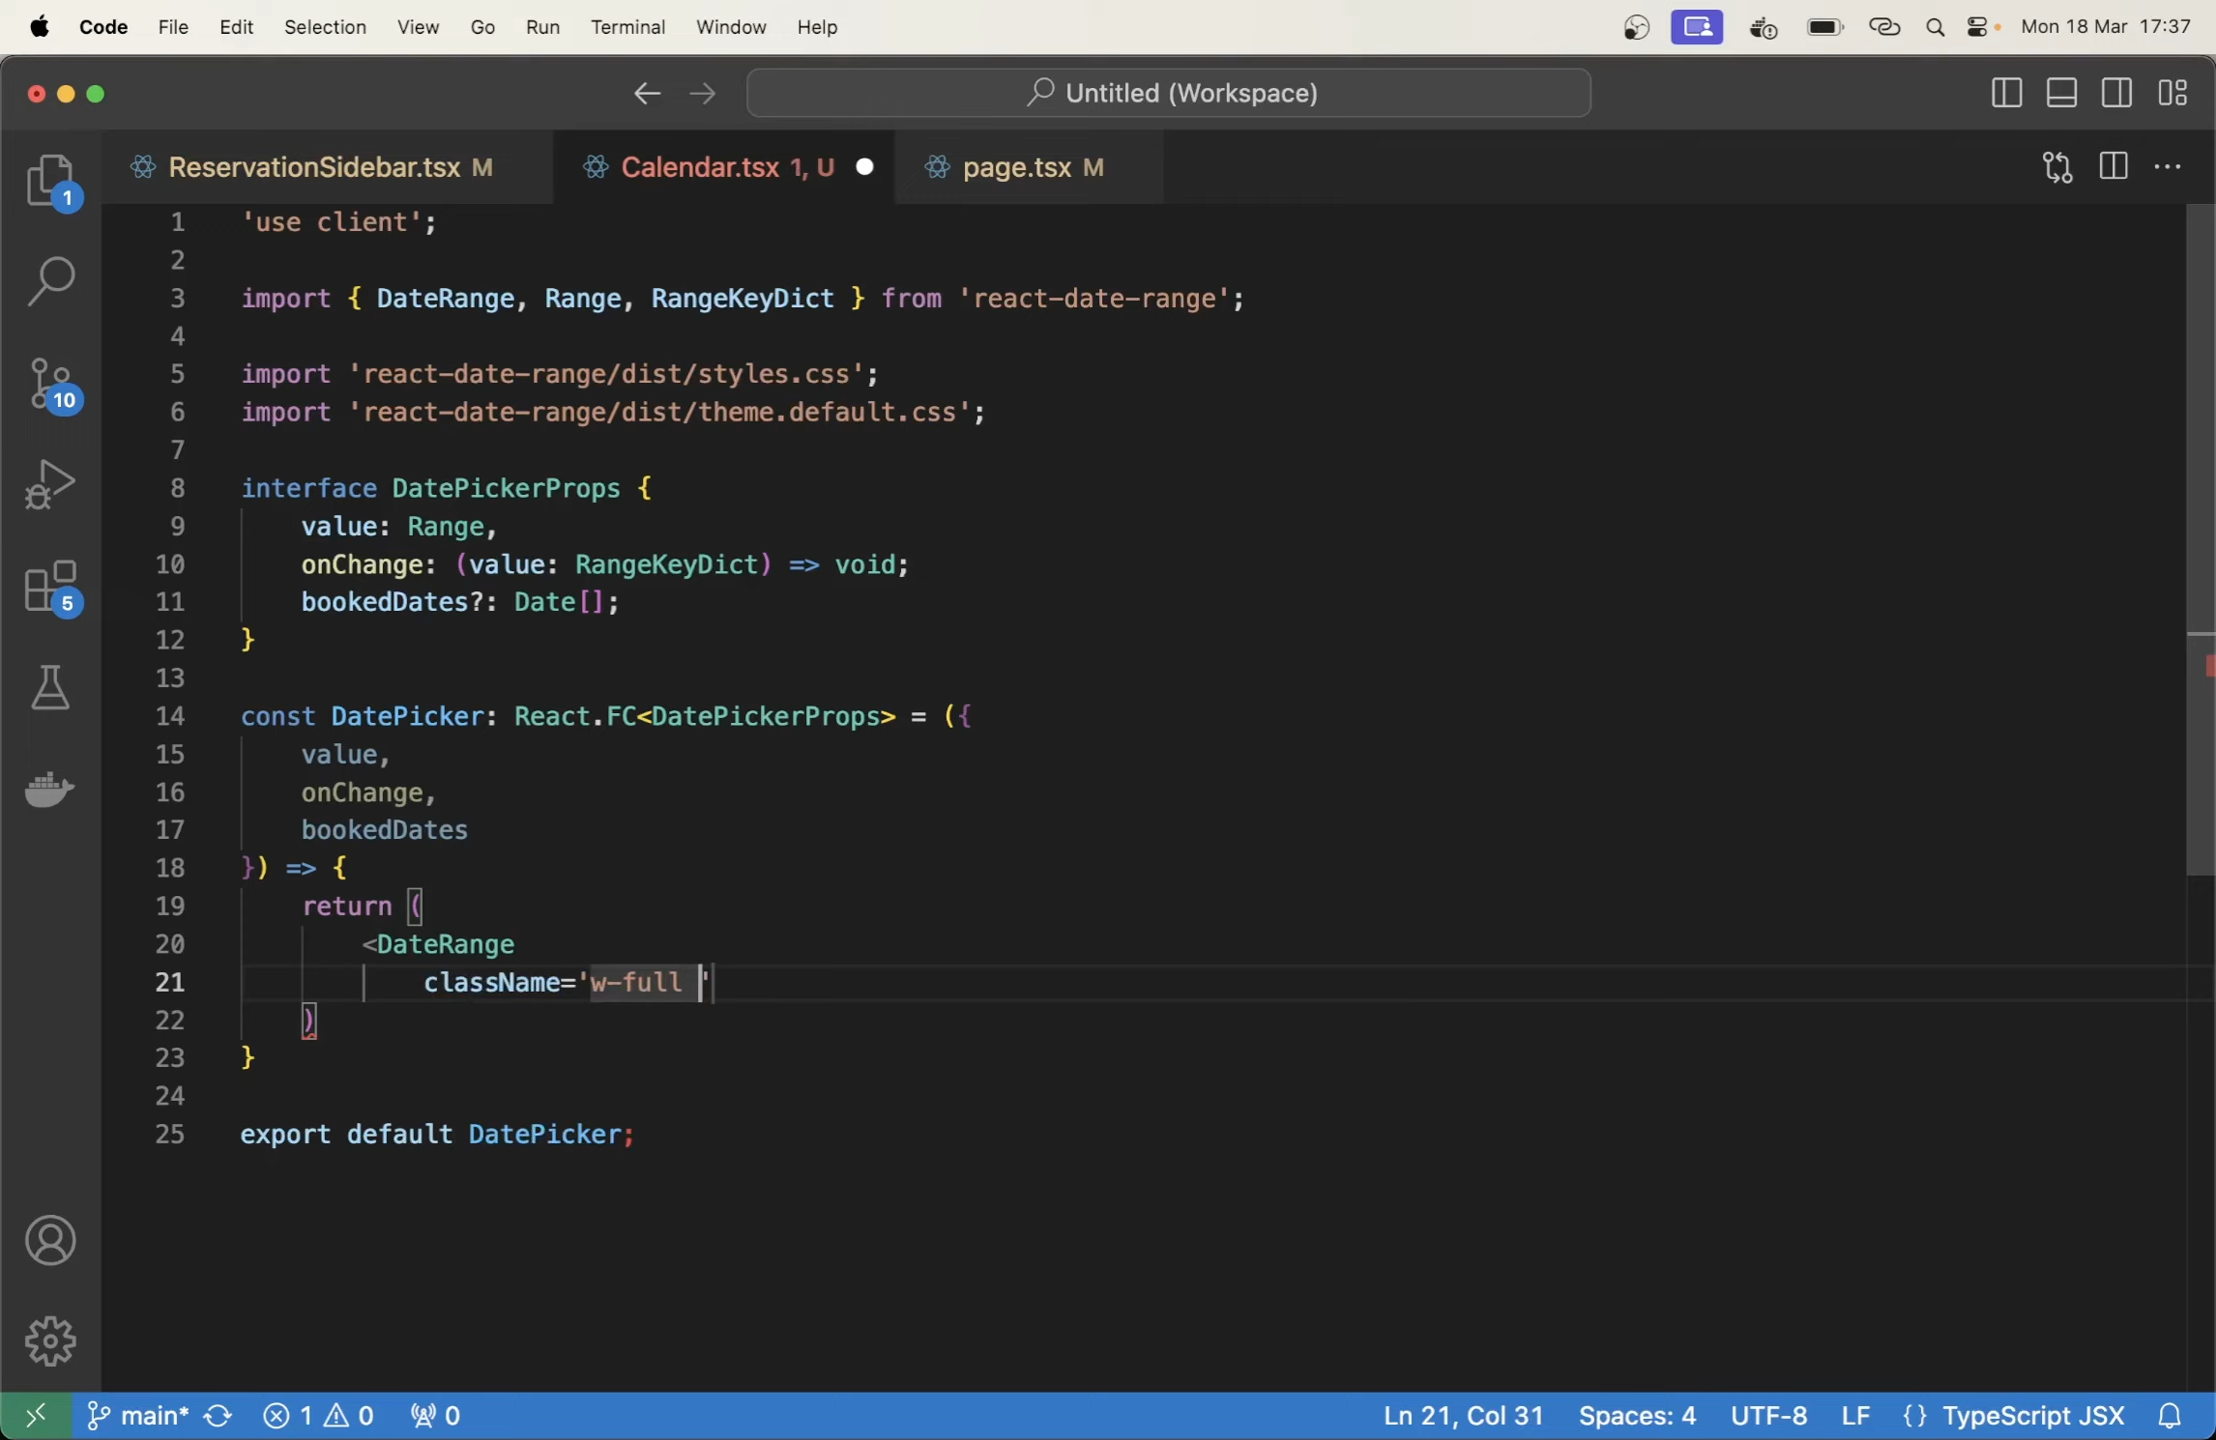 Code File Edit Selection View Go Run Terminal Window Help Mon 18 Mar 17:37
Untitled (Workspace)
ReservationSidebar.tsx M Calendar.tsx 1, U page.tsx M
1 'use client';
2
3 import { DateRange, Range, RangeKeyDict } from 'react-date-range';
4
5 import 'react-date-range/dist/styles.css';
6 import 'react-date-range/dist/theme.default.css';
7
8 interface DatePickerProps {
9 value: Range,
10 onChange: (value: RangeKeyDict) => void;
11 bookedDates?: Date[];
12 }
13
14 const DatePicker: React.FC<DatePickerProps> = ({
15 value,
16 onChange,
17 bookedDates
18 }) => {
19 return (
20 <DateRange
21 className='w-full '
22 )
23 }
24
25 export default DatePicker;
1
10
5
main* 1 0 0 Ln 21, Col 31 Spaces: 4 UTF-8 LF {} TypeScript JSX